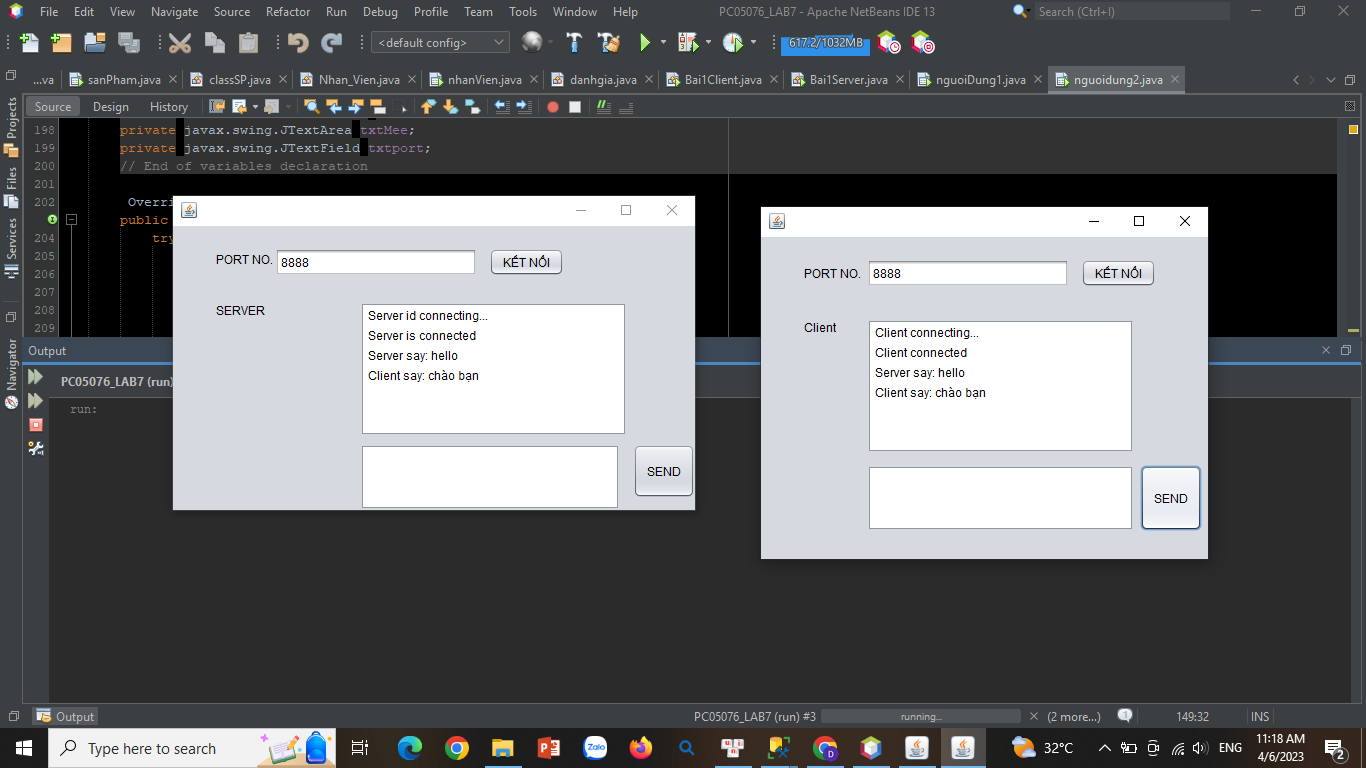 File Edit View Navigate Source Refactor Run Debug Profile Team Tools Window Help
PC05076_LAB7 - Apache NetBeans IDE 13
Search (Ctrl+I)
<default config>
617.2/1032MB
...va sanPham.java classSP.java Nhan_Vien.java nhanVien.java danhgia.java Bai1Client.java Bai1Server.java nguoiDung1.java nguoidung2.java
Source Design History
Projects
Files
Services
Navigator
198 private javax.swing.JTextArea txtMee;
199 private javax.swing.JTextField txtport;
200 // End of variables declaration
201
202 Overri
public
204 try
205
206
207
208
209
PORT NO. 8888 KẾT NỐI
SERVER
Server id connecting...
Server is connected
Server say: hello
Client say: chào bạn
SEND
PORT NO. 8888 KẾT NỐI
Client
Client connecting...
Client connected
Server say: hello
Client say: chào bạn
SEND
Output
PC05076_LAB7 (run)
run:
Output
PC05076_LAB7 (run) #3 running... (2 more...) 1 149:32 INS
Type here to search
Zalo
D
32°C
ENG
11:18 AM
4/6/2023
2